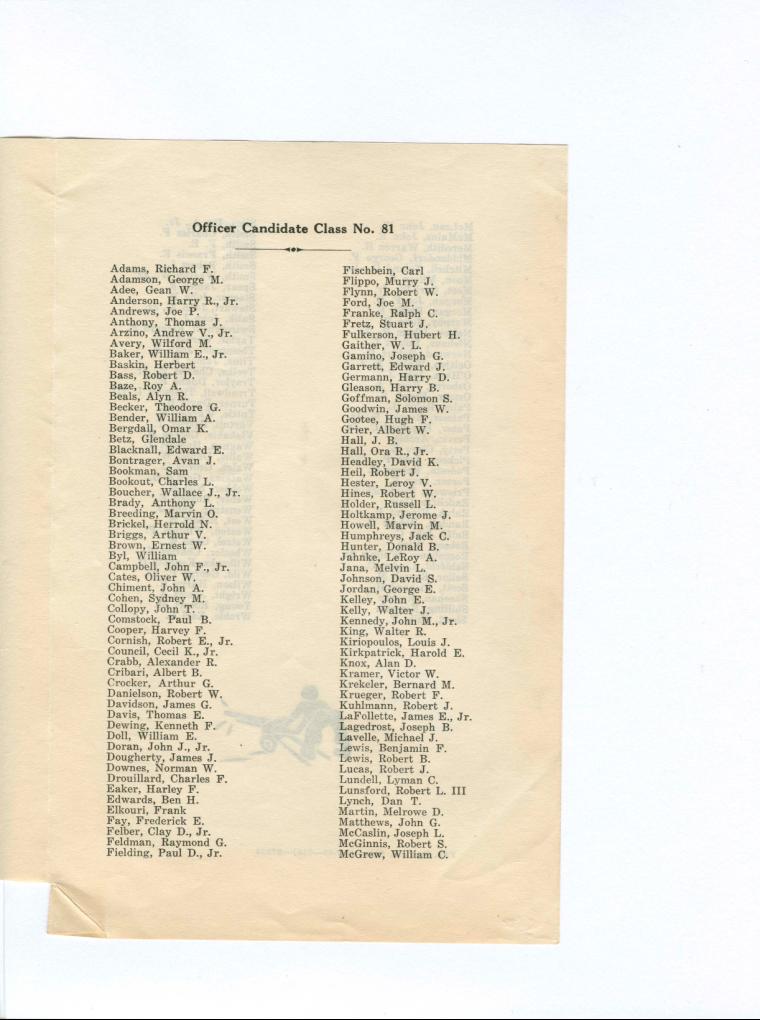 Officer Candidate Class No. 81
Adams, Richard F.
Adamson, George M.
Adee, Gean W.
Anderson, Harry R., Jr.
Andrews, Joe P.
Anthony, Thomas J.
Arzino, Andrew V., Jr.
Avery, Wilford M.
Baker, William E., Jr.
Baskin, Herbert
Bass, Robert D.
Baze, Roy A.
Beals, Alyn R.
Becker, Theodore G.
Bender, William A.
Bergdall, Omar K.
Betz, Glendale
Blacknall, Edward E.
Bontrager, Avan J.
Bookman, Sam
Bookout, Charles L.
Boucher, Wallace J., Jr.
Brady, Anthony L.
Breeding, Marvin O.
Brickel, Herrold N.
Briggs, Arthur V.
Brown, Ernest W.
Byl, William
Campbell, John F., Jr.
Cates, Oliver W.
Chiment, John A.
Cohen, Sydney M.
Collopy, John T.
Comstock, Paul B.
Cooper, Harvey F.
Cornish, Robert E., Jr.
Council, Cecil K., Jr.
Crabb, Alexander R.
Cribari, Albert B.
Crocker, Arthur G.
Danielson, Robert W.
Davidson, James G.
Davis, Thomas E.
Dewing, Kenneth F.
Doll, William E.
Doran, John J., Jr.
Dougherty, James J.
Downes, Norman W.
Drouillard, Charles F.
Eaker, Harley F.
Edwards, Ben H.
Elkouri, Frank
Fay, Frederick E.
Felber, Clay D., Jr.
Feldman, Raymond G.
Fielding, Paul D., Jr.
Fischbein, Carl
Flippo, Murry J.
Flynn, Robert W.
Ford, Joe M.
Franke, Ralph C.
Fretz, Stuart J.
Fulkerson, Hubert H.
Gaither, W. L.
Gamino, Joseph G.
Garrett, Edward J.
Germann, Harry D.
Gleason, Harry B.
Goffman, Solomon S.
Goodwin, James W.
Gootee, Hugh F.
Grier, Albert W.
Hall, J. B.
Hall, Ora R., Jr.
Headley, David K.
Heil, Robert J.
Hester, Leroy V.
Hines, Robert W.
Holder, Russell L.
Holtkamp, Jerome J.
Howell, Marvin M.
Humphreys, Jack C.
Hunter, Donald B.
Jahnke, LeRoy A.
Jana, Melvin L.
Johnson, David S.
Jordan, George E.
Kelley, John E.
Kelly, Walter J.
Kennedy, John M., Jr.
King, Walter R.
Kiriopoulos, Louis J.
Kirkpatrick, Harold E.
Knox, Alan D.
Kramer, Victor W.
Krekeler, Bernard M.
Krueger, Robert F.
Kuhlmann, Robert J.
LaFollette, James E., Jr.
Lagedrost, Joseph B.
Lavelle, Michael J.
Lewis, Benjamin F.
Lewis, Robert B.
Lucas, Robert J.
Lundell, Lyman C.
Lunsford, Robert L. III
Lynch, Dan T.
Martin, Melrowe D.
Matthews, John G.
McCaslin, Joseph L.
McGinnis, Robert S.
McGrew, William C.